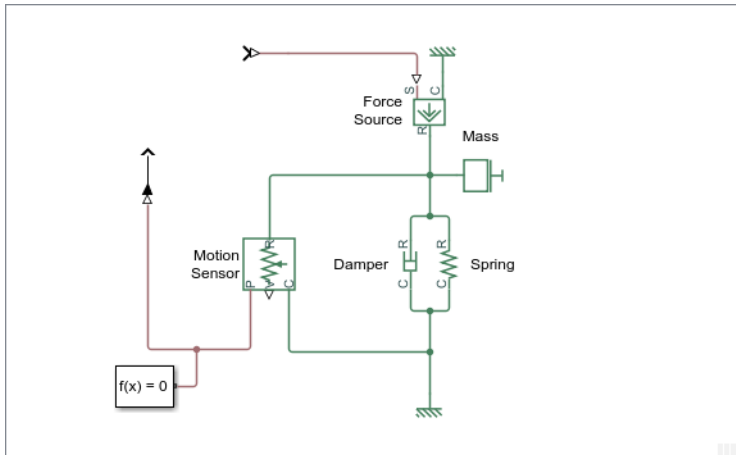 S
C
Force
Source
R
Mass
Motion
Sensor
R
P
V
C
Damper
R
C
R
C
Spring
f(x) = 0